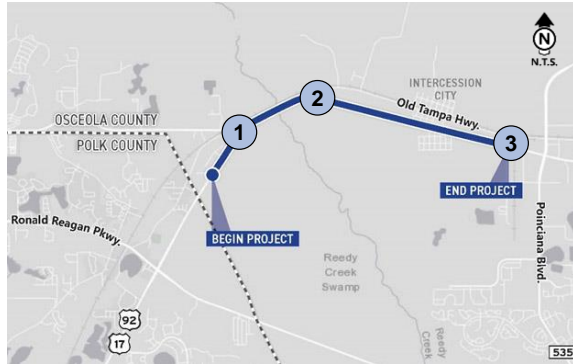 N
N.T.S.
INTERCESSION
CITY
2
Old Tampa Hwy.
OSCEOLA COUNTY
1
POLK COUNTY
3
END PROJECT
Ronald Reagan Pkwy.
BEGIN PROJECT
Poinciana Blvd.
Reedy
Creek
Swamp
92
17
Reedy
Creek
535